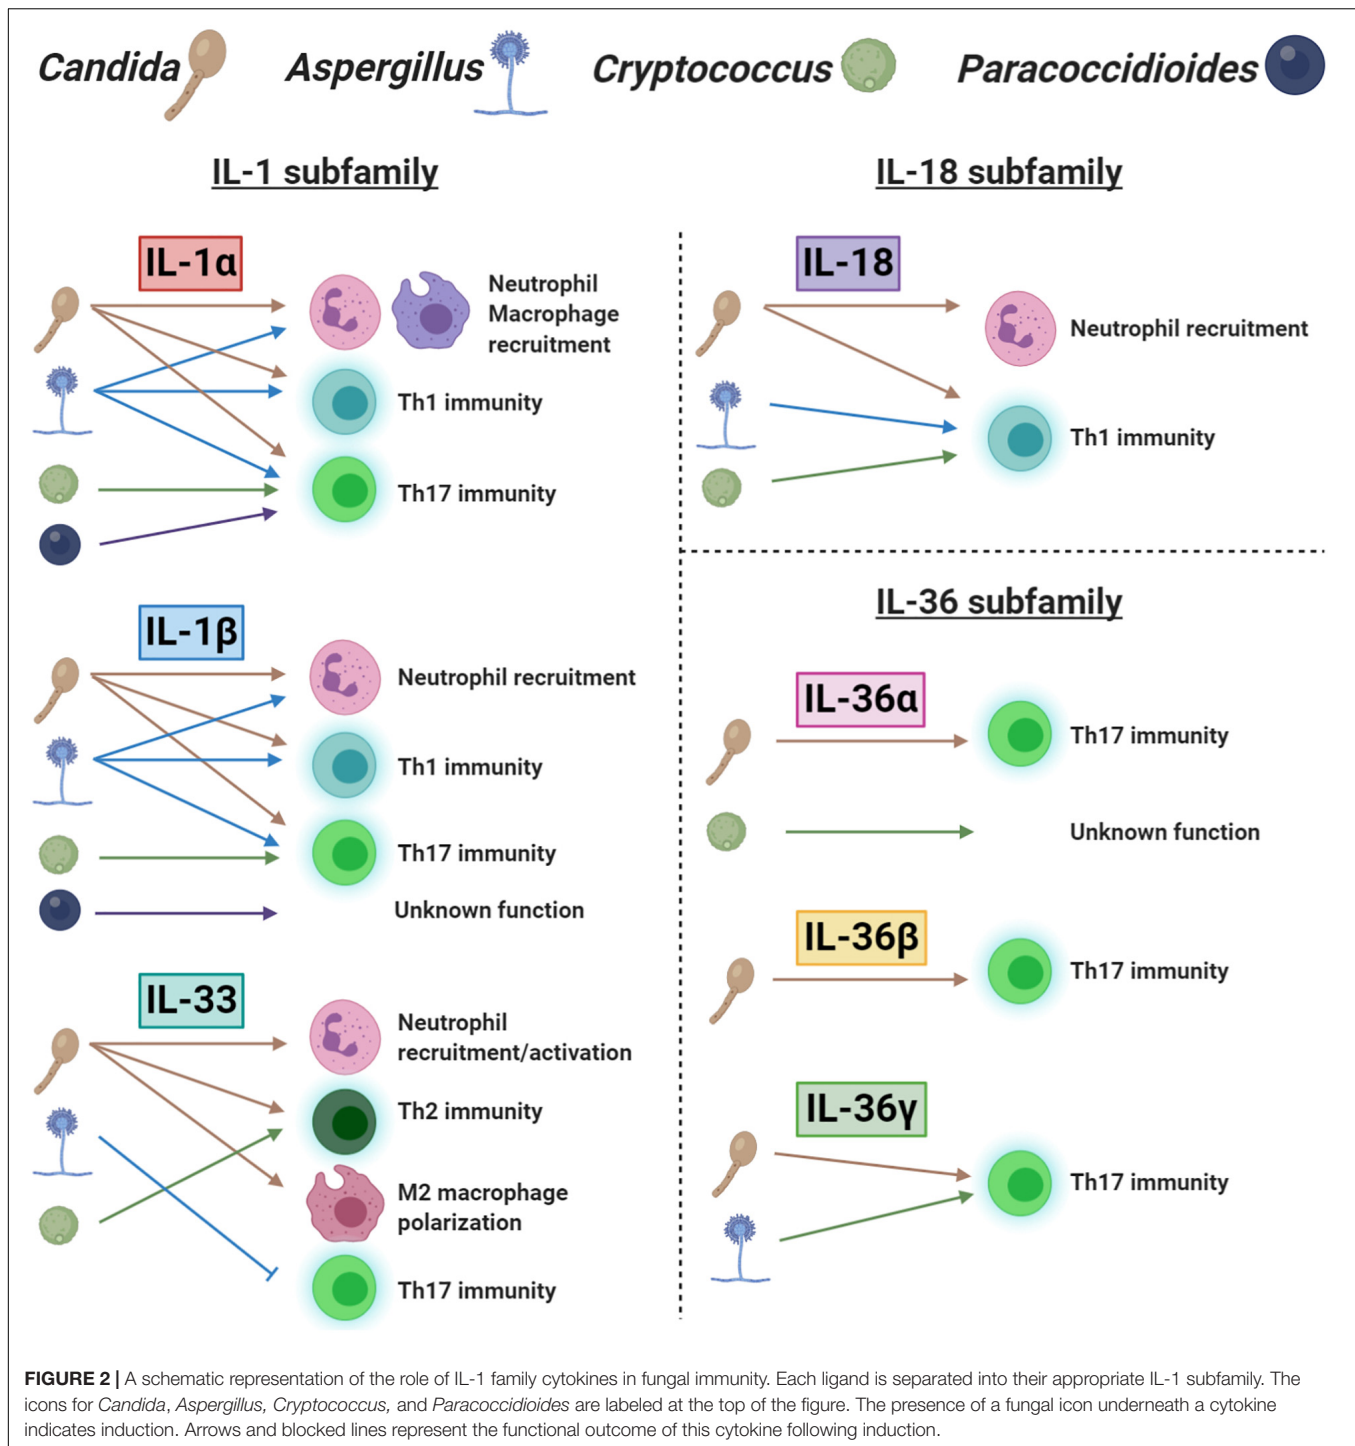 Candida
Aspergillus
Cryptococcus
Paracoccidioides
IL-1 subfamily
IL-1α
Neutrophil
Macrophage
recruitment
Th1 immunity
Th17 immunity
IL-1β
Neutrophil recruitment
Th1 immunity
Th17 immunity
Unknown function
IL-33
Neutrophil
recruitment/activation
Th2 immunity
M2 macrophage
polarization
Th17 immunity
IL-18 subfamily
IL-18
Neutrophil recruitment
Th1 immunity
IL-36 subfamily
IL-36α
Th17 immunity
Unknown function
IL-36β
Th17 immunity
IL-36γ
Th17 immunity
FIGURE 2 | A schematic representation of the role of IL-1 family cytokines in fungal immunity. Each ligand is separated into their appropriate IL-1 subfamily. The
icons for Candida, Aspergillus, Cryptococcus, and Paracoccidioides are labeled at the top of the figure. The presence of a fungal icon underneath a cytokine
indicates induction. Arrows and blocked lines represent the functional outcome of this cytokine following induction.